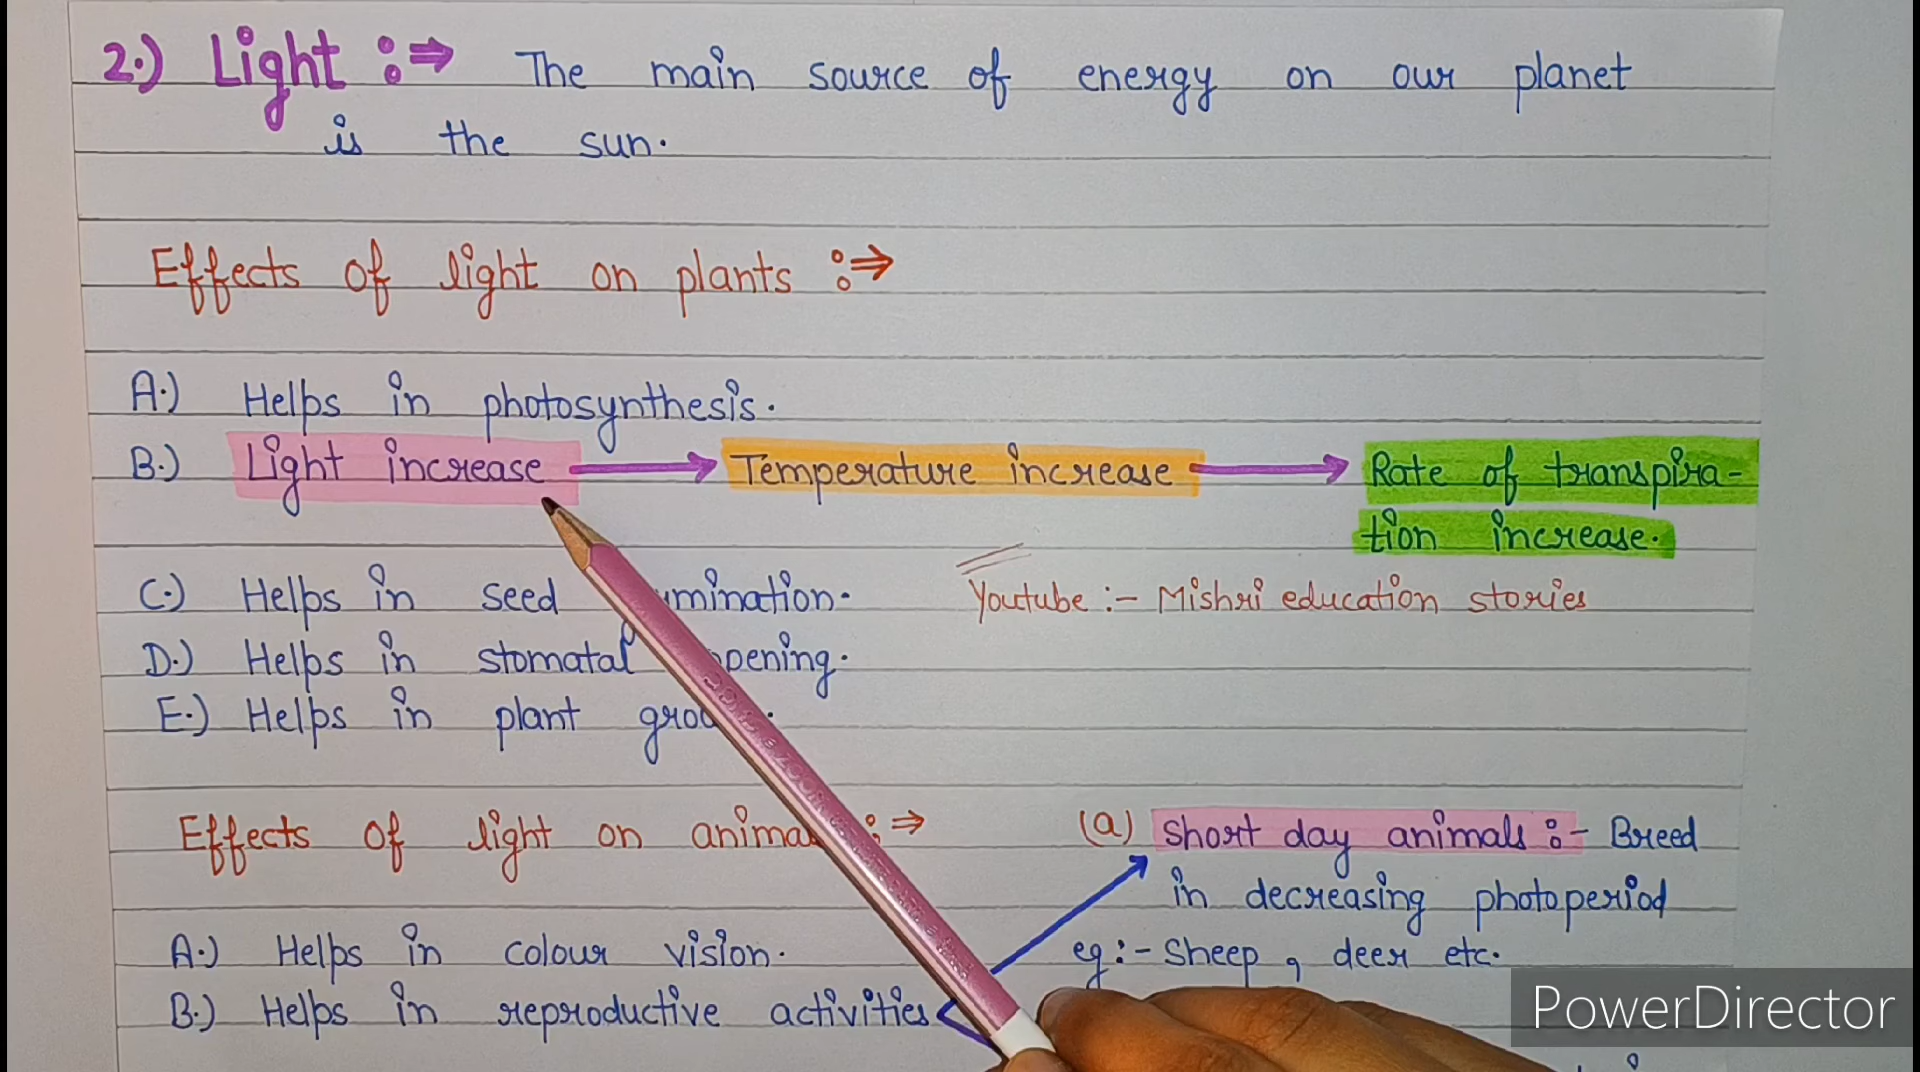 2.) Light :⇒ The main source of energy on our planet
is the sun.
Effects of light on plants :⇒
A.) Helps in photosynthesis.
B.) Light increase → Temperature increase → Rate of transpira-
tion increase.
C.) Helps in seed
Youtube :- Mishri education stories
D.) Helps in stomatal opening.
E.) Helps in plant
Effects of light on :⇒
A.) Helps in colour vision.
B.) Helps in reproductive activities
(a) Short day animals :- Breed
in decreasing photoperiod
eg :- Sheep , deer etc.
PowerDirector